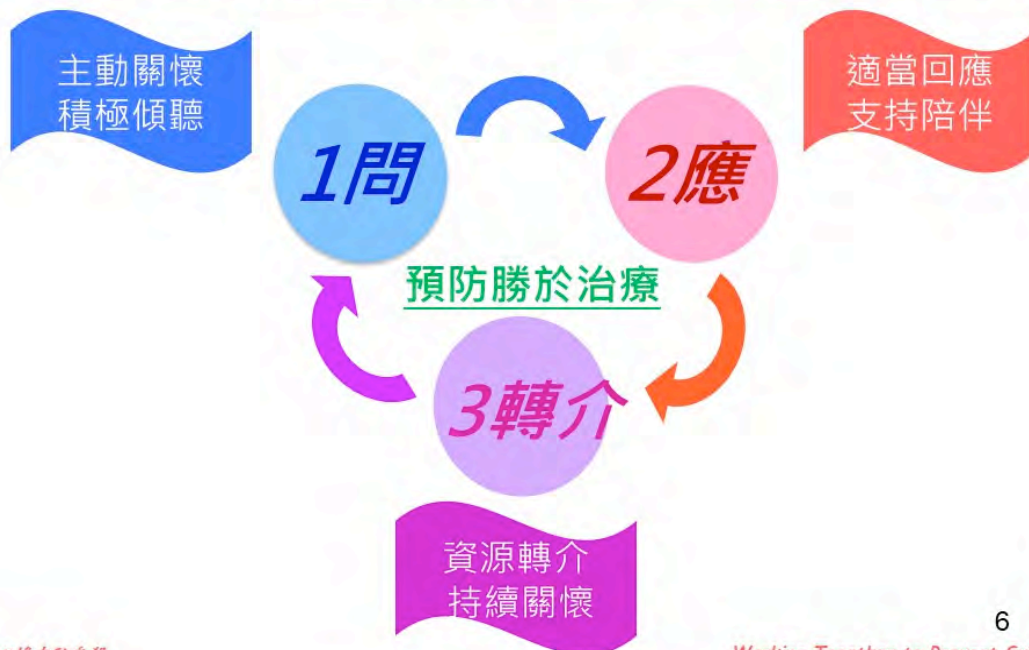 主動關懷
積極傾聽
1問
2應
適當回應
支持陪伴
預防勝於治療
3轉介
資源轉介
持續關懷
6